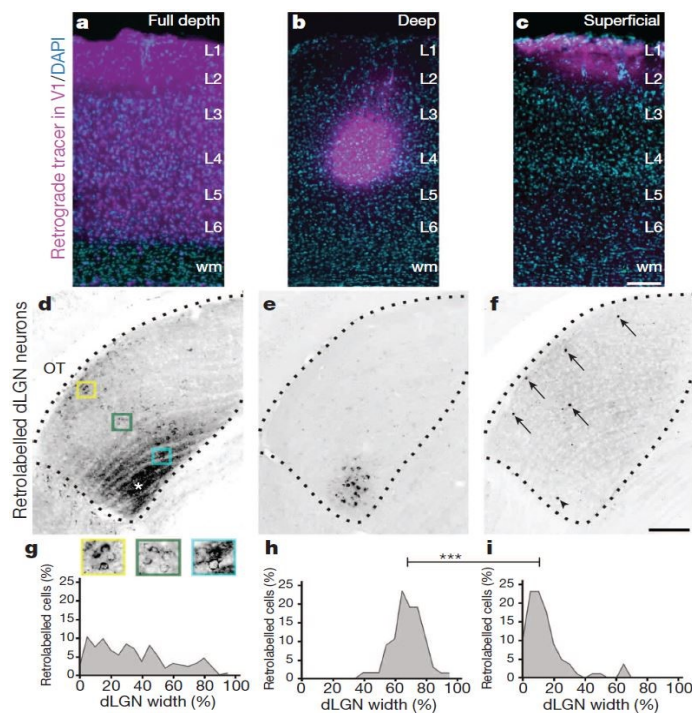 a Full depth
b Deep
c Superficial
Retrograde tracer in V1/DAPI
L1
L2
L3
L4
L5
L6
wm
L1
L2
L3
L4
L5
L6
wm
L1
L2
L3
L4
L5
L6
wm
Retrolabelled dLGN neurons
d
OT
*
e
f
g
h
***
i
Retrolabelled cells (%)
25
20
15
10
5
0 20 40 60 80 100
dLGN width (%)
Retrolabelled cells (%)
25
20
15
10
5
0 20 40 60 80 100
dLGN width (%)
Retrolabelled cells (%)
25
20
15
10
5
0 20 40 60 80 100
dLGN width (%)